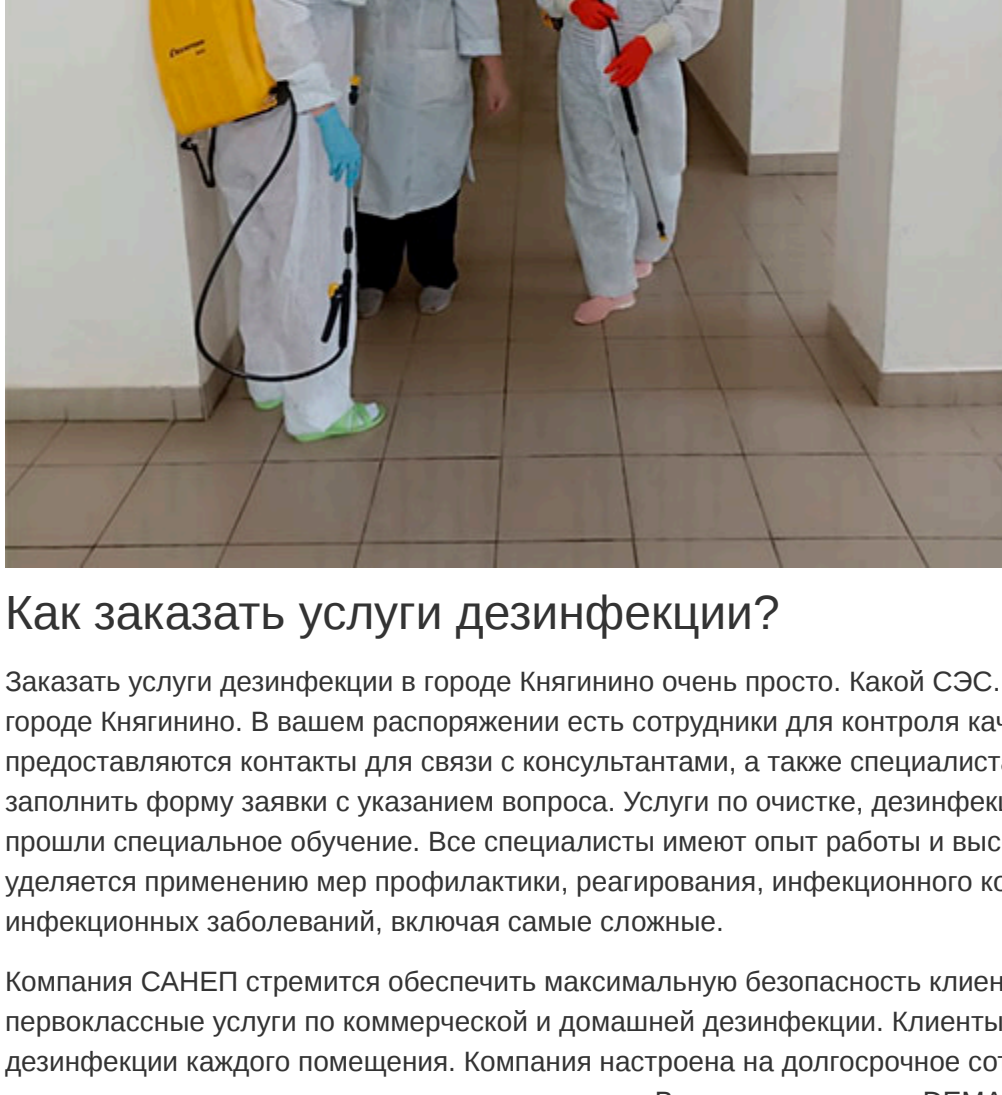 Как заказать услуги дезинфекции?
Заказать услуги дезинфекции в городе Княгинино очень просто. Какой СЭС.
городе Княгинино. В вашем распоряжении есть сотрудники для контроля кач
предоставляются контакты для связи с консультантами, а также специалиста
заполнить форму заявки с указанием вопроса. Услуги по очистке, дезинфекц
прошли специальное обучение. Все специалисты имеют опыт работы и выс
уделяется применению мер профилактики, реагирования, инфекционного ко
инфекционных заболеваний, включая самые сложные.
Компания САНЕП стремится обеспечить максимальную безопасность клиен
первоклассные услуги по коммерческой и домашней дезинфекции. Клиенты
дезинфекции каждого помещения. Компания настроена на долгосрочное сот